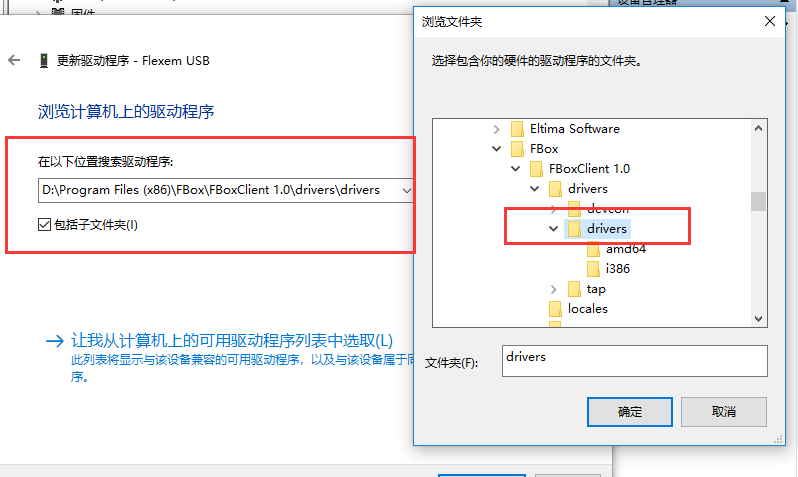 固件
设备管理器
更新驱动程序 - Flexem USB
浏览计算机上的驱动程序
在以下位置搜索驱动程序:
D:\Program Files (x86)\FBox\FBoxClient 1.0\drivers\drivers
包括子文件夹(I)
让我从计算机上的可用驱动程序列表中选取(L)
此列表将显示与该设备兼容的可用驱动程序，以及与该设备属于同
序。
浏览文件夹
选择包含你的硬件的驱动程序的文件夹。
Eltima Software
FBox
FBoxClient 1.0
drivers
devcon
drivers
amd64
i386
tap
locales
文件夹(F):
drivers
确定
取消